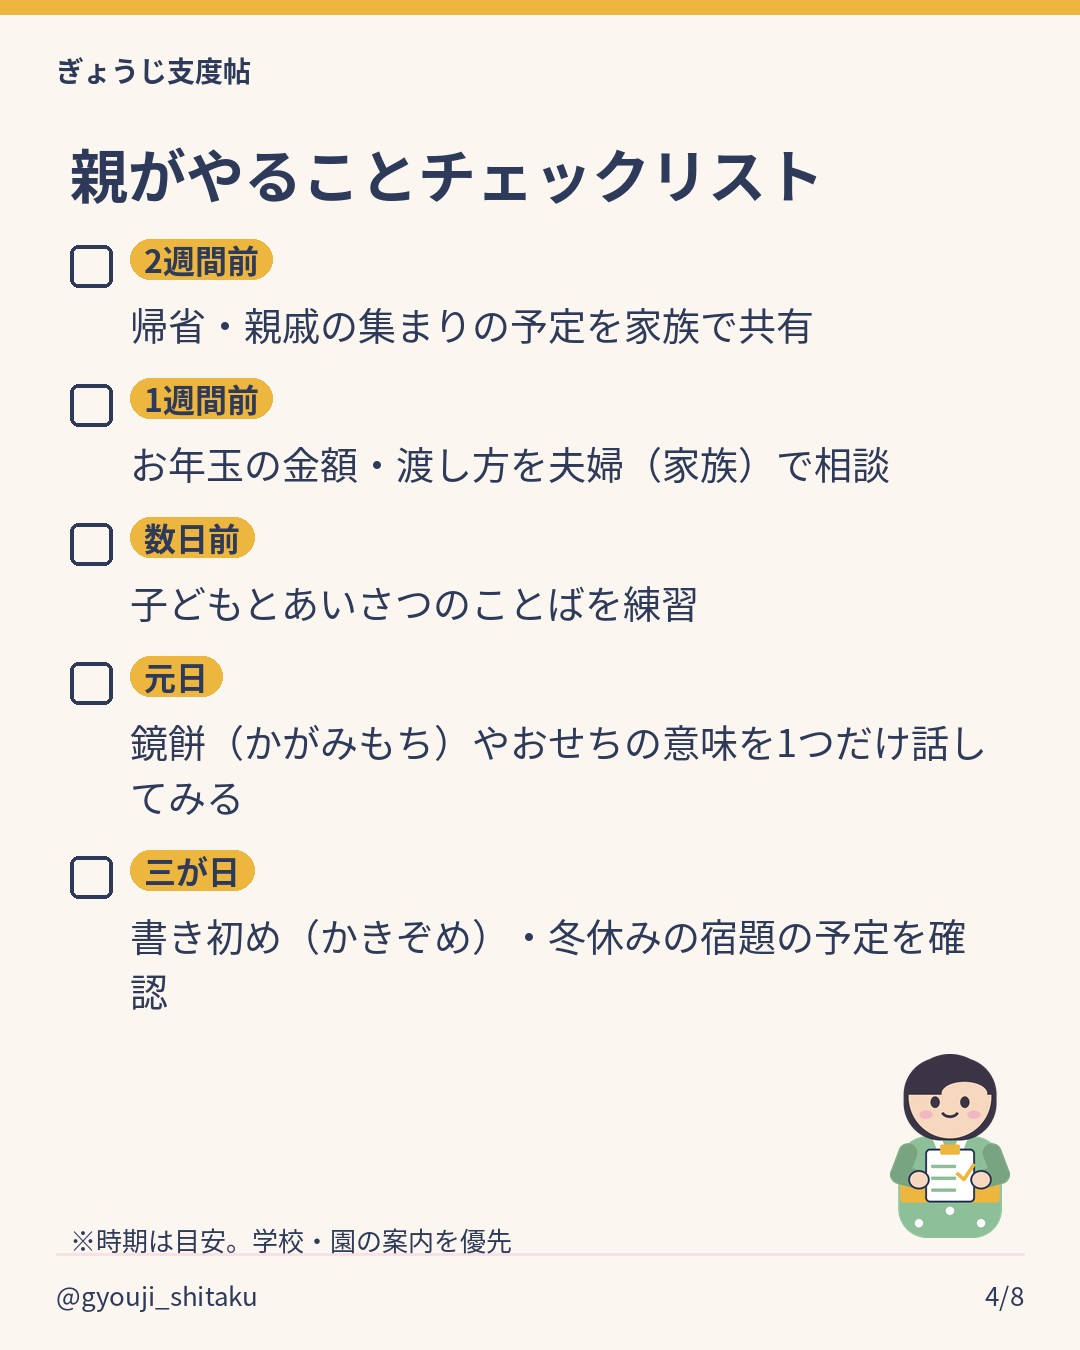 ぎょうじ支度帖
親がやることチェックリスト
2週間前
帰省・親戚の集まりの予定を家族で共有
1週間前
お年玉の金額・渡し方を夫婦（家族）で相談
数日前
子どもとあいさつのことばを練習
元日
鏡餅（かがみもち）やおせちの意味を1つだけ話し
てみる
三が日
書き初め（かきぞめ）・冬休みの宿題の予定を確
認
※時期は目安。学校・園の案内を優先
@gyouji_shitaku
4/8